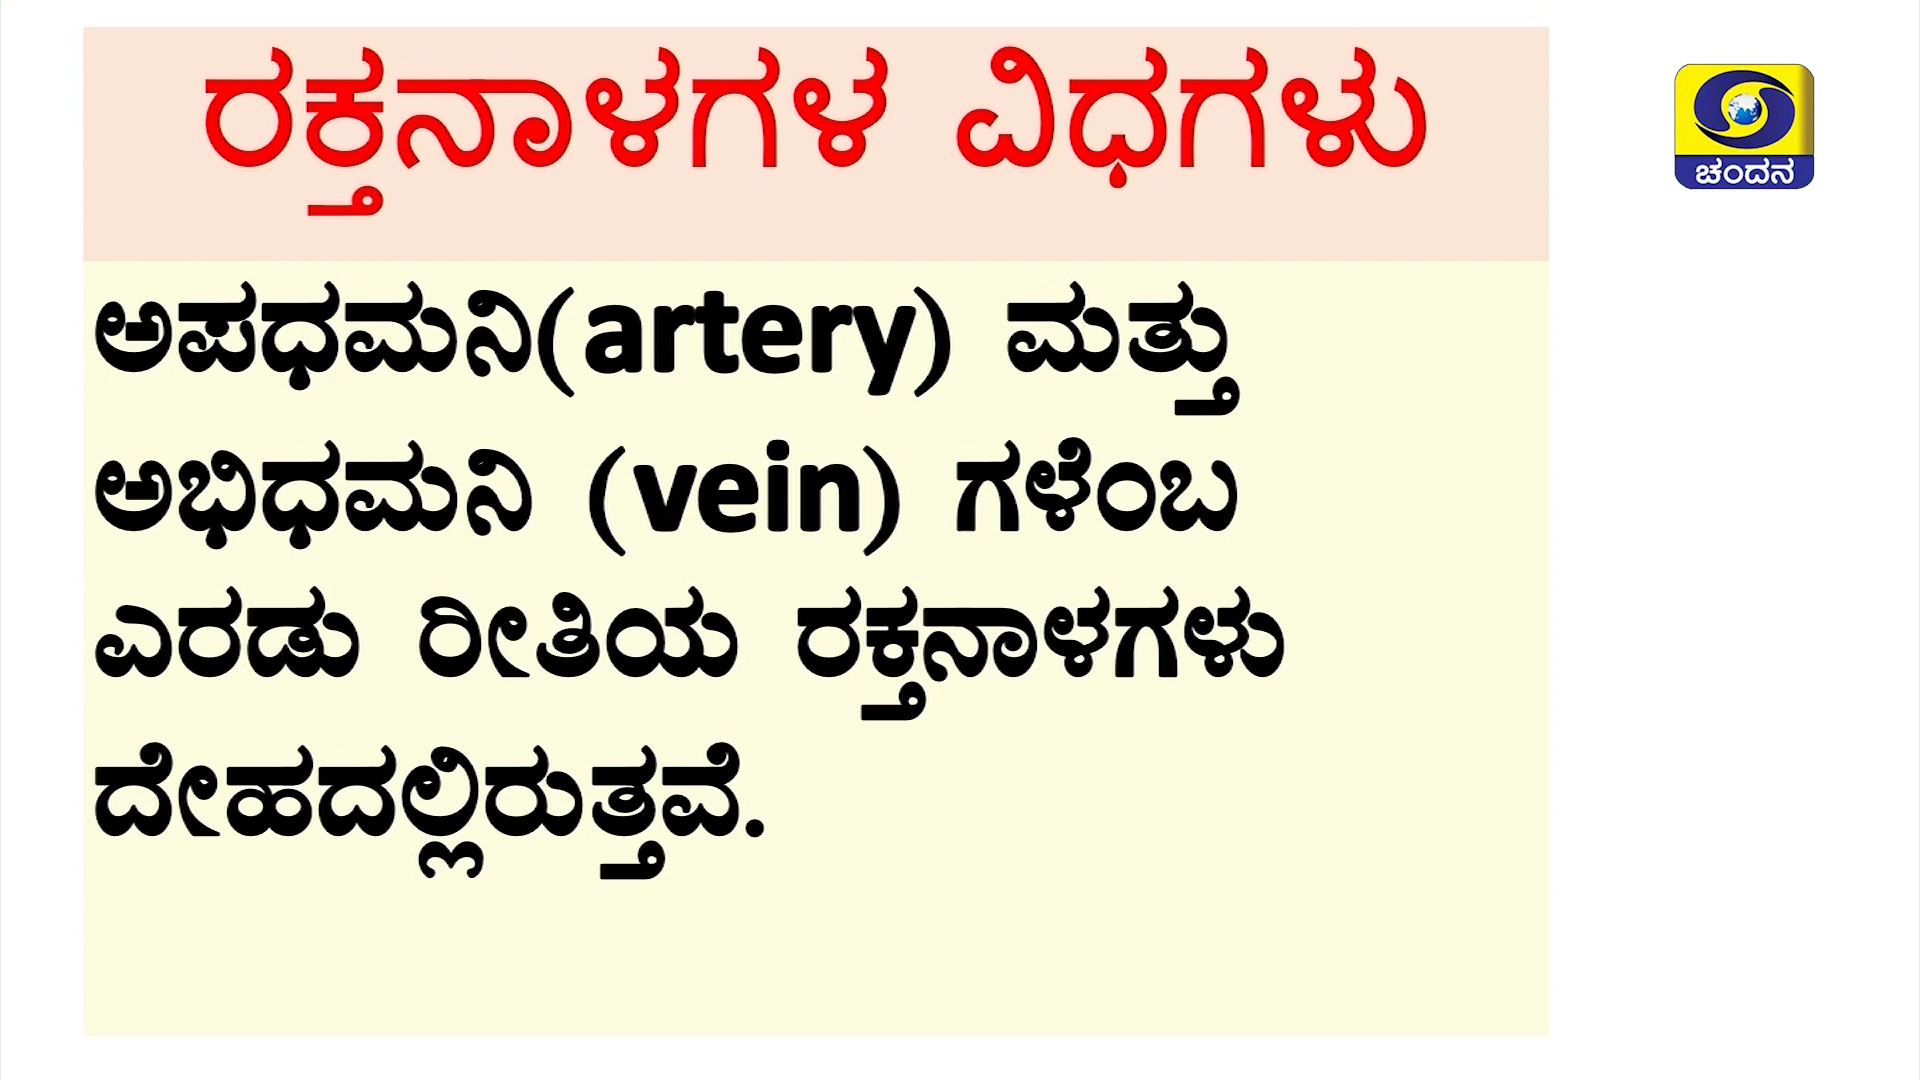 ರಕ್ತನಾಳಗಳ ವಿಧಗಳು
ಚಂದನ
ಅಪಧಮನಿ(artery) ಮತ್ತು
ಅಭಿಧಮನಿ (vein) ಗಳೆಂಬ
ಎರಡು ರೀತಿಯ ರಕ್ತನಾಳಗಳು
ದೇಹದಲ್ಲಿರುತ್ತವೆ.